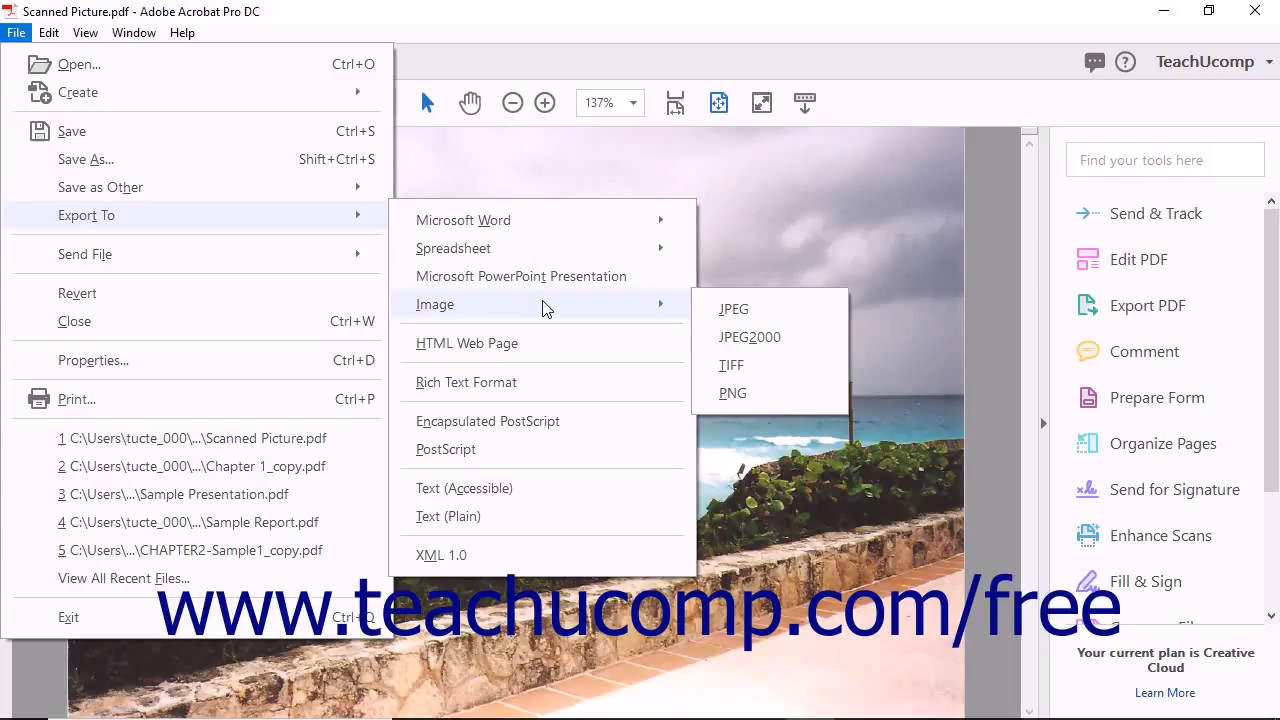 Scanned Picture.pdf - Adobe Acrobat Pro DC
File Edit View Window Help
Open... Ctrl+O
Create
Save Ctrl+S
Save As... Shift+Ctrl+S
Save as Other
Export To
Send File
Revert
Close Ctrl+W
Properties... Ctrl+D
Print... Ctrl+P
1 C:\Users\tucte_000\...\Scanned Picture.pdf
2 C:\Users\tucte_000\...\Chapter 1_copy.pdf
3 C:\Users\...\Sample Presentation.pdf
4 C:\Users\tucte_000\...\Sample Report.pdf
5 C:\Users\...\CHAPTER2-Sample1_copy.pdf
View All Recent Files...
Exit Ctrl+Q
Microsoft Word
Spreadsheet
Microsoft PowerPoint Presentation
Image
HTML Web Page
Rich Text Format
Encapsulated PostScript
PostScript
Text (Accessible)
Text (Plain)
XML 1.0
JPEG
JPEG2000
TIFF
PNG
137%
TeachUcomp
Find your tools here
Send & Track
Edit PDF
Export PDF
Comment
Prepare Form
Organize Pages
Send for Signature
Enhance Scans
Fill & Sign
Your current plan is Creative
Cloud
Learn More
www.teachucomp.com/free